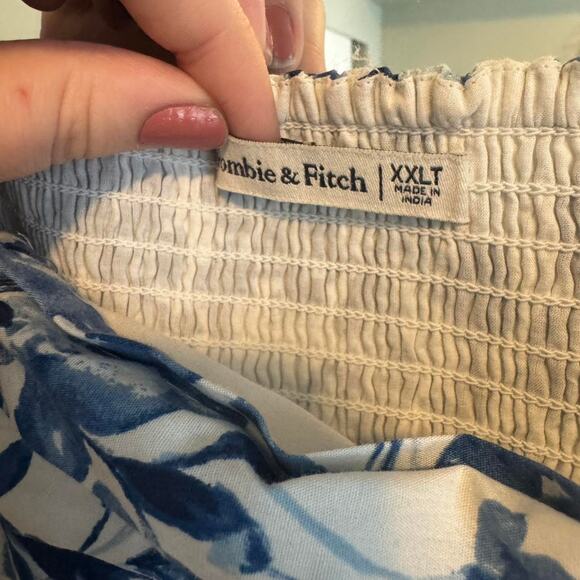 ombie & Fitch | XXLT
MADE IN
INDIA